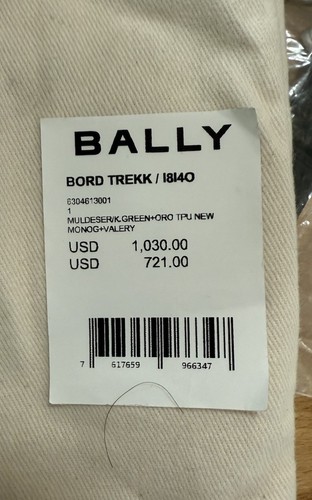 BALLY
BORD TREKK / I8I4O
6304613001
1
MULDESER/K.GREEN+ORO TPU NEW
MONOG+VALERY
USD 1,030.00
USD 721.00
7 617659 966347